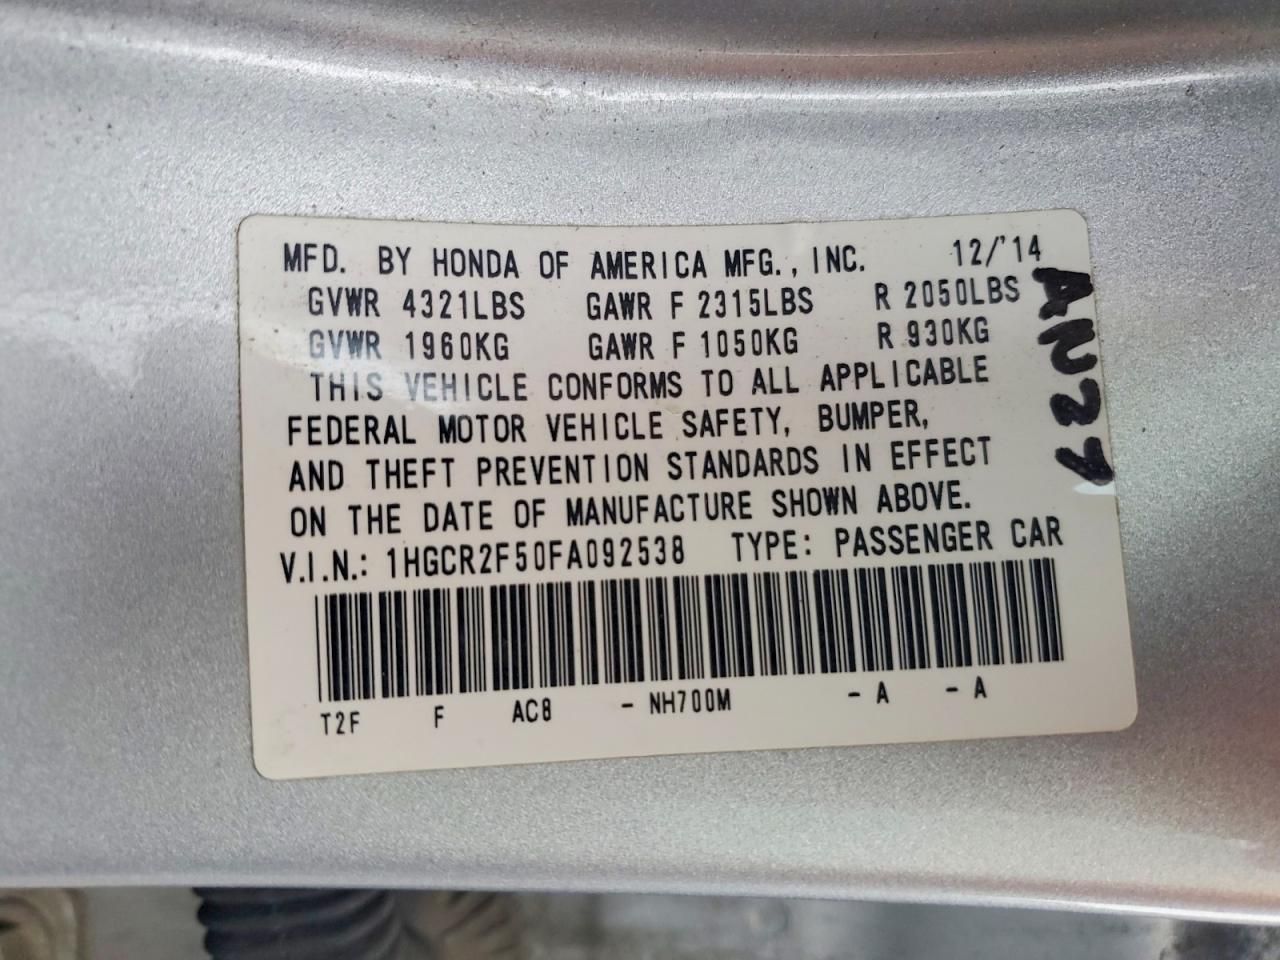 MFD. BY HONDA OF AMERICA MFG., INC. 12/'14
GVWR 4321LBS GAWR F 2315LBS R 2050LBS
GVWR 1960KG GAWR F 1050KG R 930KG
THIS VEHICLE CONFORMS TO ALL APPLICABLE
FEDERAL MOTOR VEHICLE SAFETY, BUMPER,
AND THEFT PREVENTION STANDARDS IN EFFECT
ON THE DATE OF MANUFACTURE SHOWN ABOVE.
V.I.N.: 1HGCR2F50FA092538 TYPE: PASSENGER CAR
T2F F AC8 - NH700M - A - A